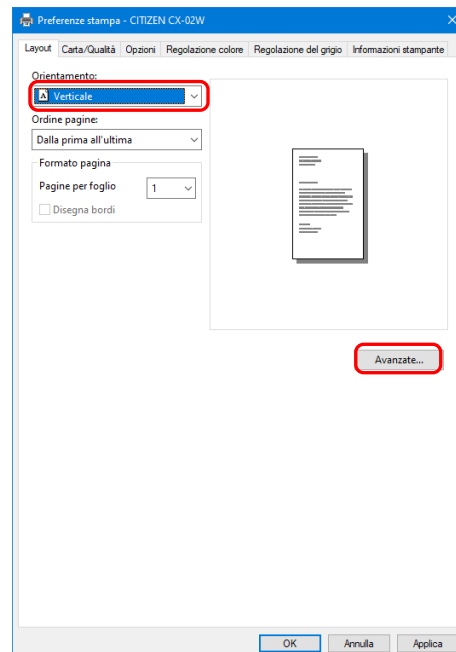 Preferenze stampa - CITIZEN CX-02W
Layout Carta/Qualità Opzioni Regolazione colore Regolazione del grigio Informazioni stampante
Orientamento:
A Verticale
Ordine pagine:
Dalla prima all'ultima
Formato pagina
Pagine per foglio 1
Disegna bordi
Avanzate...
OK Annulla Applica